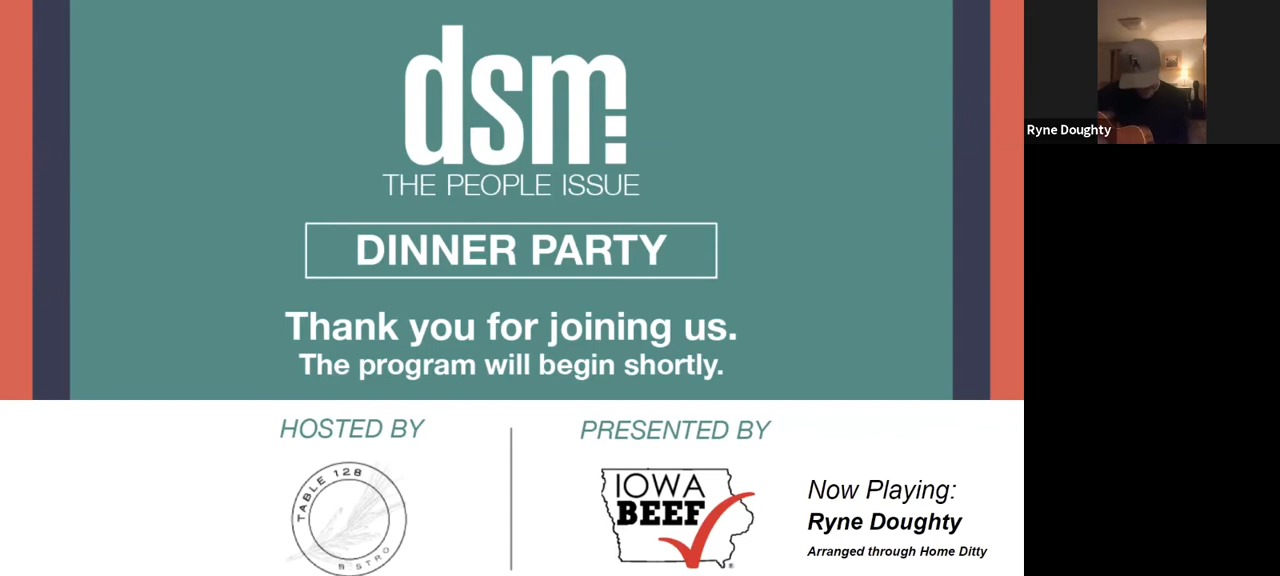 dsm
THE PEOPLE ISSUE
DINNER PARTY
Thank you for joining us.
The program will begin shortly.
HOSTED BY
TABLE 128
BISTRO
PRESENTED BY
IOWA
BEEF
Now Playing:
Ryne Doughty
Arranged through Home Ditty
Ryne Doughty